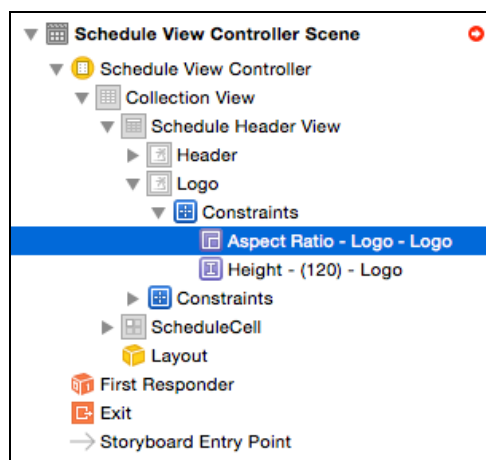 Schedule View Controller Scene
Schedule View Controller
Collection View
Schedule Header View
Header
Logo
Constraints
Aspect Ratio - Logo - Logo
Height - (120) - Logo
Constraints
ScheduleCell
Layout
First Responder
Exit
Storyboard Entry Point